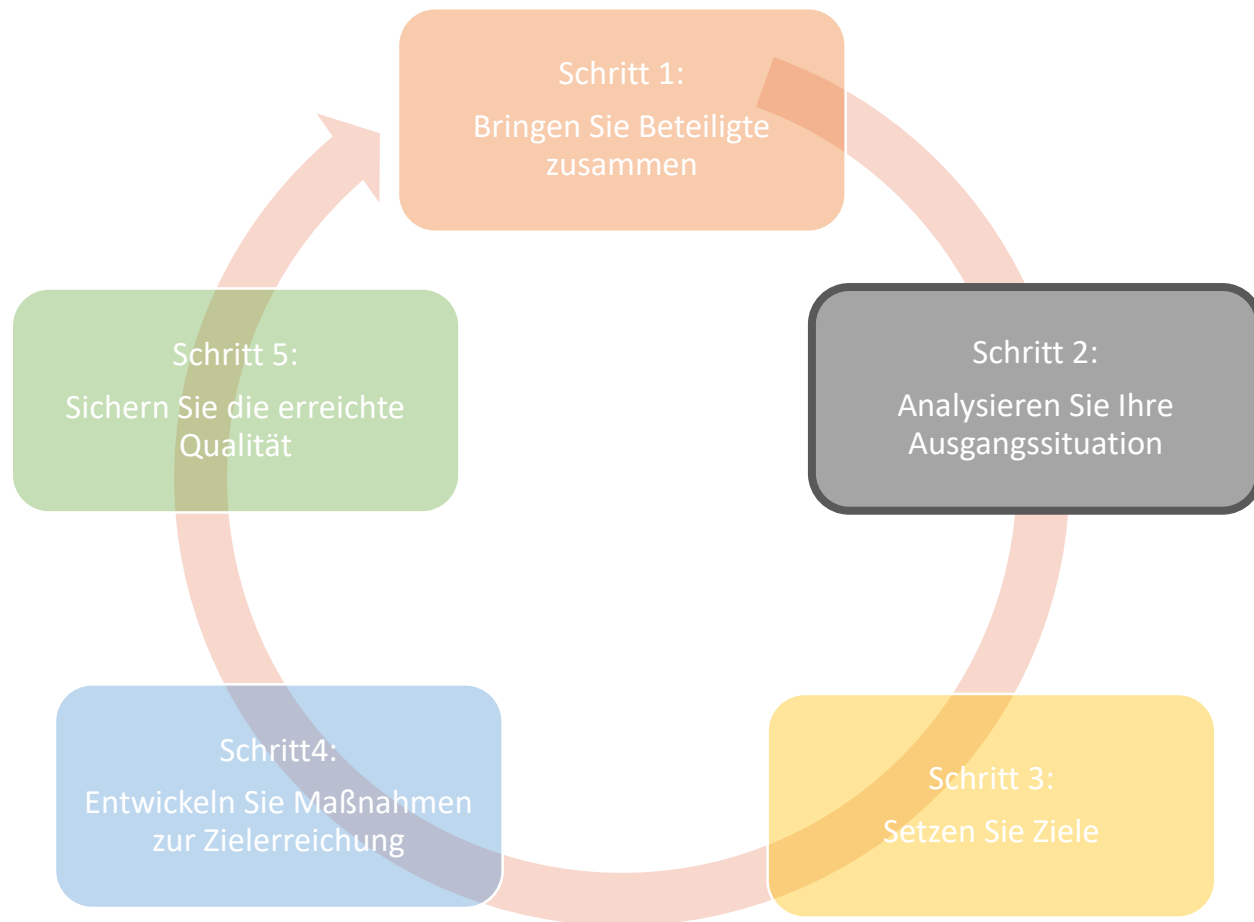 Schritt 1:
Bringen Sie Beteiligte
zusammen
Schritt 2:
Analysieren Sie Ihre
Ausgangssituation
Schritt 3:
Setzen Sie Ziele
Schritt4:
Entwickeln Sie Maßnahmen
zur Zielerreichung
Schritt 5:
Sichern Sie die erreichte
Qualität